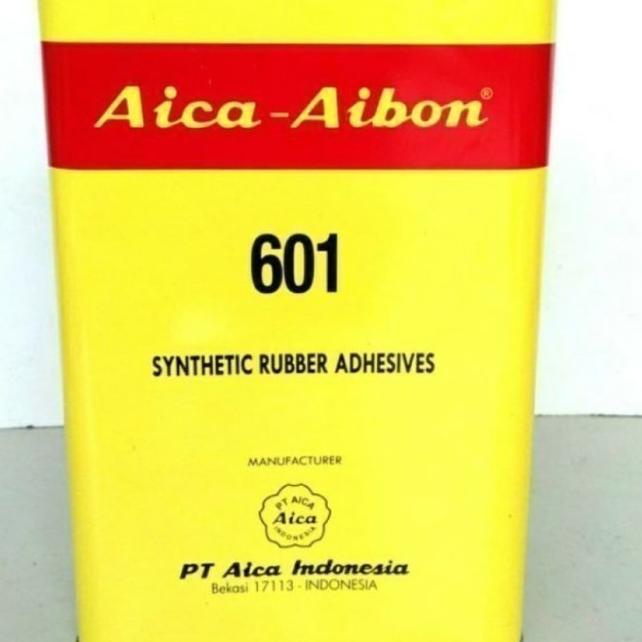 Aica-Aibon®
601
SYNTHETIC RUBBER ADHESIVES
MANUFACTURER
PT AICA
Aica
INDONESIA
PT Aica Indonesia
Bekasi 17113 - INDONESIA